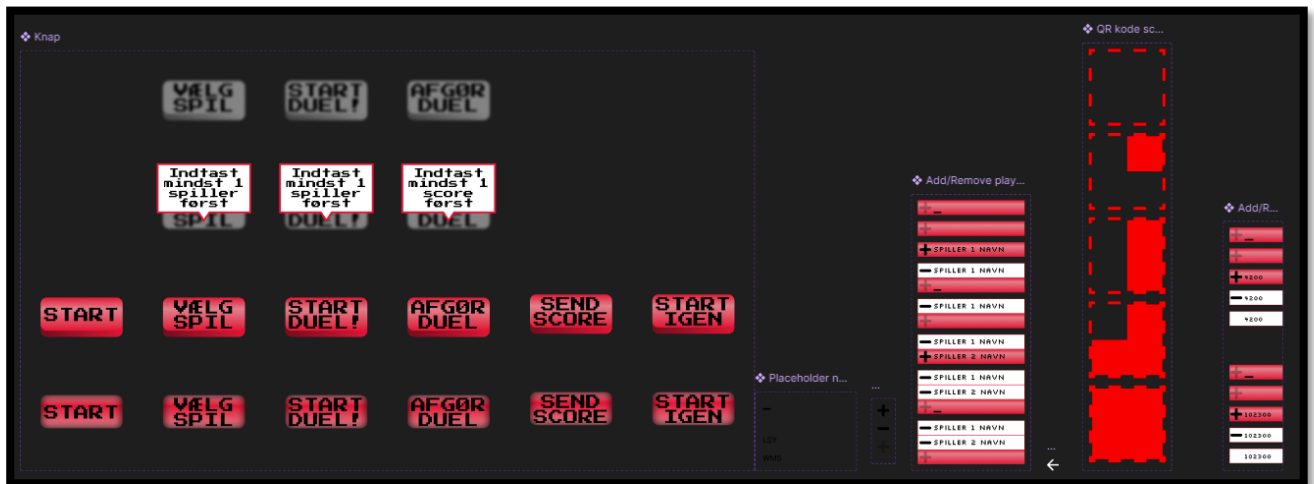 Knap
VÆLG
SPIL
START
DUEL!
AFGØR
DUEL
Indtast
mindst 1
spiller
først
SPIL
Indtast
mindst 1
spiller
først
DUEL!
Indtast
mindst 1
score
først
DUEL
START
VÆLG
SPIL
START
DUEL!
AFGØR
DUEL
SEND
SCORE
START
IGEN
START
VÆLG
SPIL
START
DUEL!
AFGØR
DUEL
SEND
SCORE
START
IGEN
Placeholder n...
–
...
+
–
+
Add/Remove play...
+_
+
+ SPILLER 1 NAVN
– SPILLER 1 NAVN
+_
– SPILLER 1 NAVN
+
– SPILLER 1 NAVN
+ SPILLER 2 NAVN
– SPILLER 1 NAVN
– SPILLER 2 NAVN
+_
– SPILLER 1 NAVN
– SPILLER 2 NAVN
+
...
←
QR kode sc...
Add/R...
+_
+
+ 4200
– 4200
4200
+_
+
+ 102300
– 102300
102300